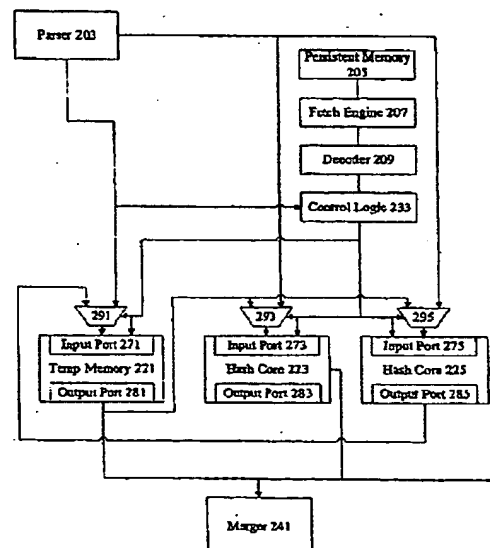 Parser 203
Persistent Memory
205
Fetch Engine 207
Decoder 209
Control Logic 233
291
293
295
Input Port 271
Temp Memory 221
Output Port 281
Input Port 273
Hash Core 223
Output Port 283
Input Port 275
Hash Core 225
Output Port 285
Merger 241